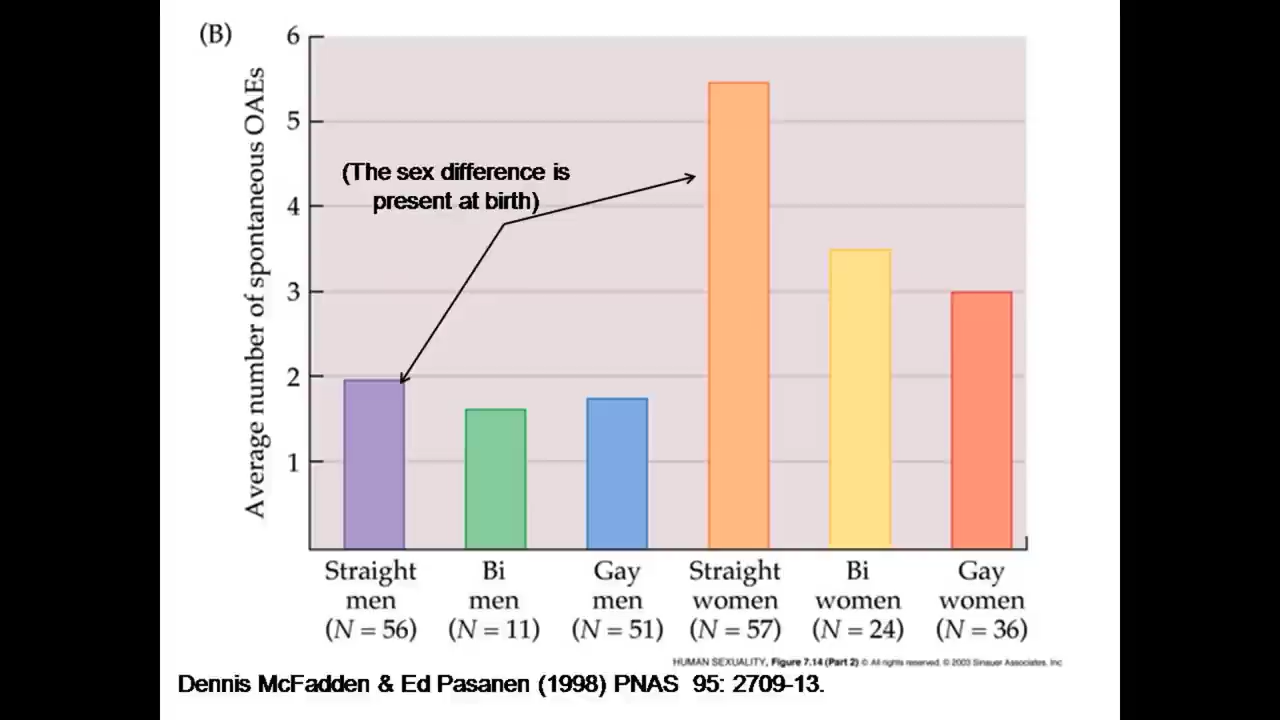 (B)
Average number of spontaneous OAEs
6
5
4
3
2
1
(The sex difference is
present at birth)
Straight men (N = 56)
Bi men (N = 11)
Gay men (N = 51)
Straight women (N = 57)
Bi women (N = 24)
Gay women (N = 36)
HUMAN SEXUALITY, Figure 7.14 (Part 2) © All rights reserved. © 2003 Sinauer Associates, Inc
Dennis McFadden & Ed Pasanen (1998) PNAS 95: 2709-13.